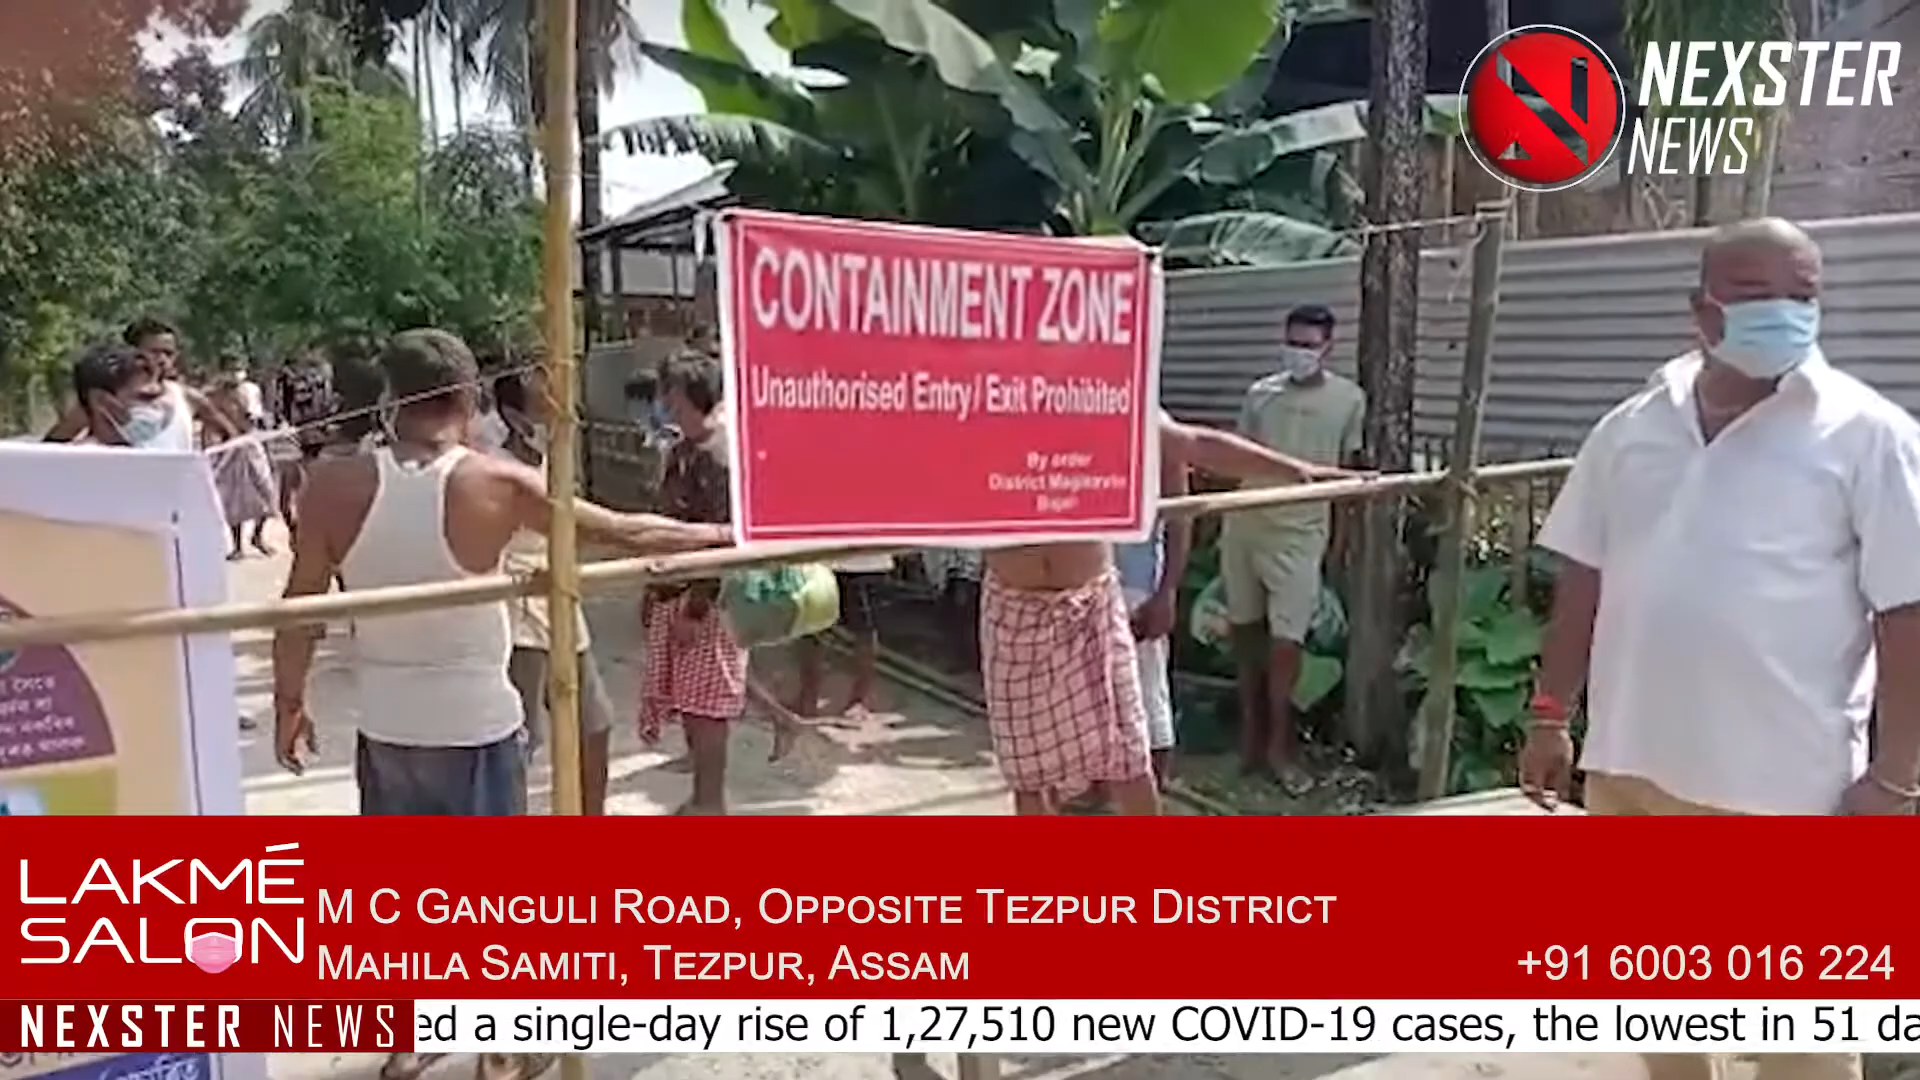 NEXSTER
NEWS
CONTAINMENT ZONE
Unauthorised Entry / Exit Prohibited
By order
District Magistrate
LAKMÉ
SALON
M C GANGULI ROAD, OPPOSITE TEZPUR DISTRICT
MAHILA SAMITI, TEZPUR, ASSAM
+91 6003 016 224
NEXSTER NEWS
ed a single-day rise of 1,27,510 new COVID-19 cases, the lowest in 51 da